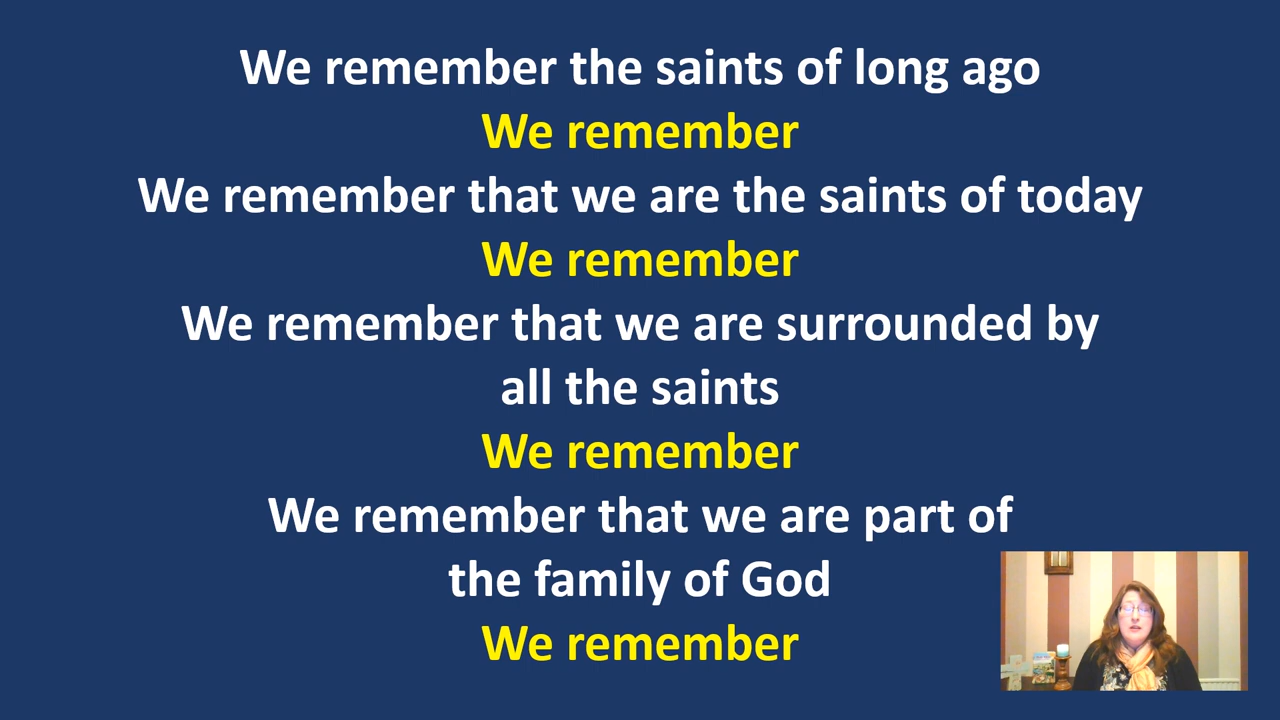 We remember the saints of long ago
We remember
We remember that we are the saints of today
We remember
We remember that we are surrounded by
all the saints
We remember
We remember that we are part of
the family of God
We remember